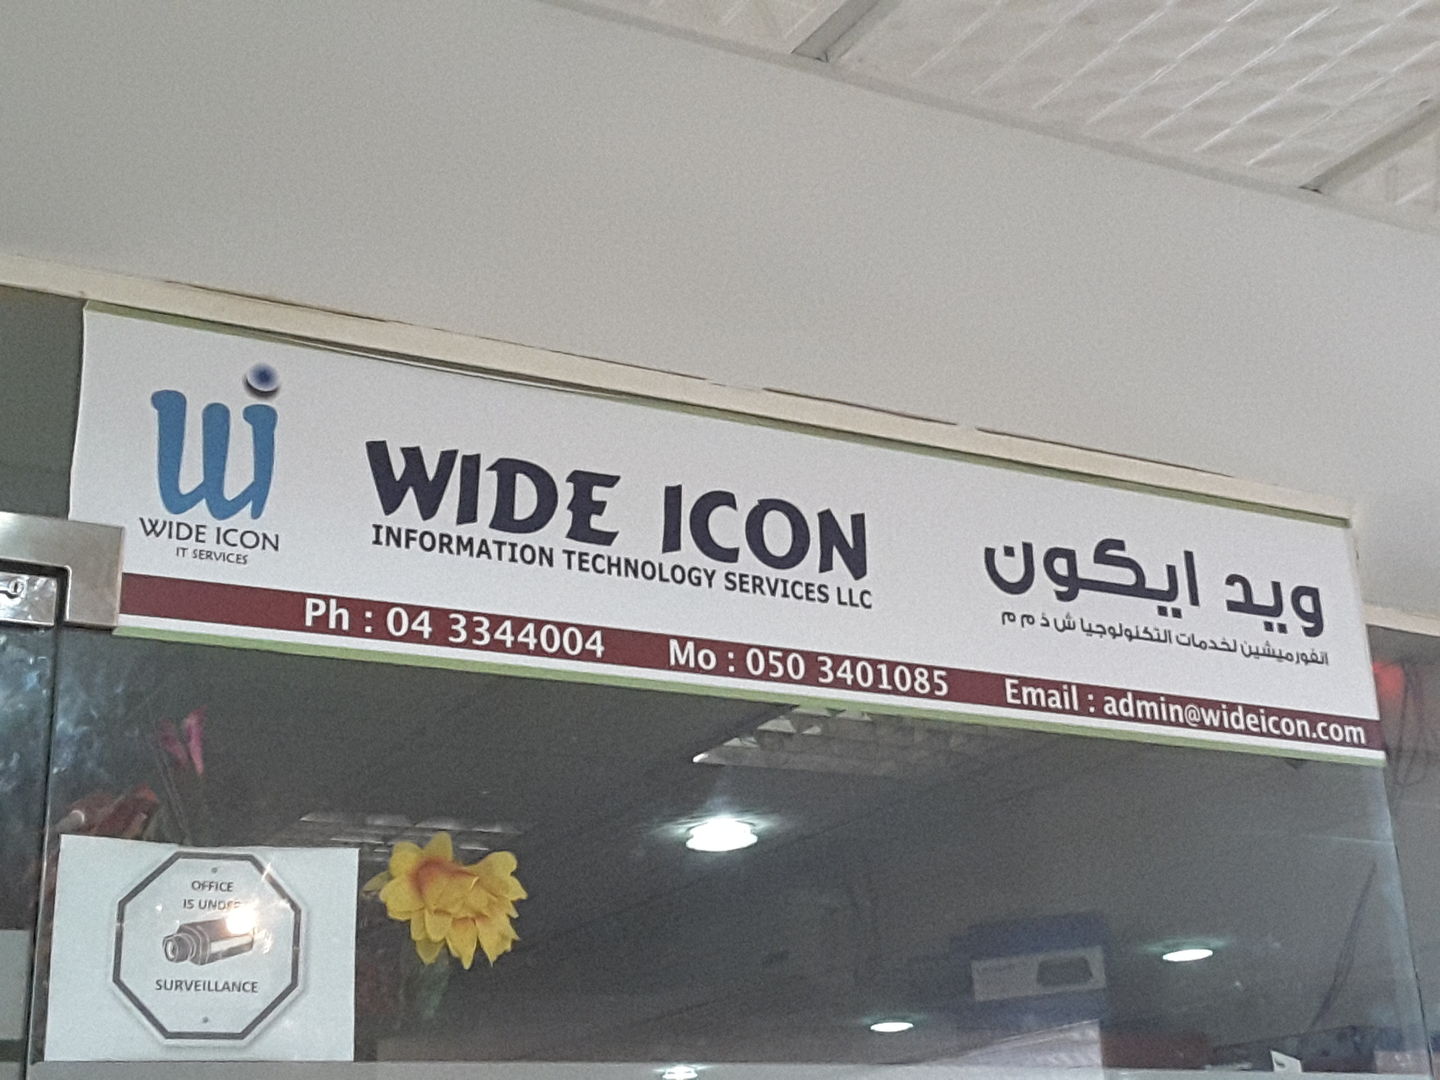 Wi
WIDE ICON
IT SERVICES
WIDE ICON
INFORMATION TECHNOLOGY SERVICES LLC
ويد ايكون
انفورميشين لخدمات التكنولوجيا ش ذ م م
Ph : 04 3344004 Mo : 050 3401085 Email : admin@wideicon.com
OFFICE
IS UNDER
SURVEILLANCE